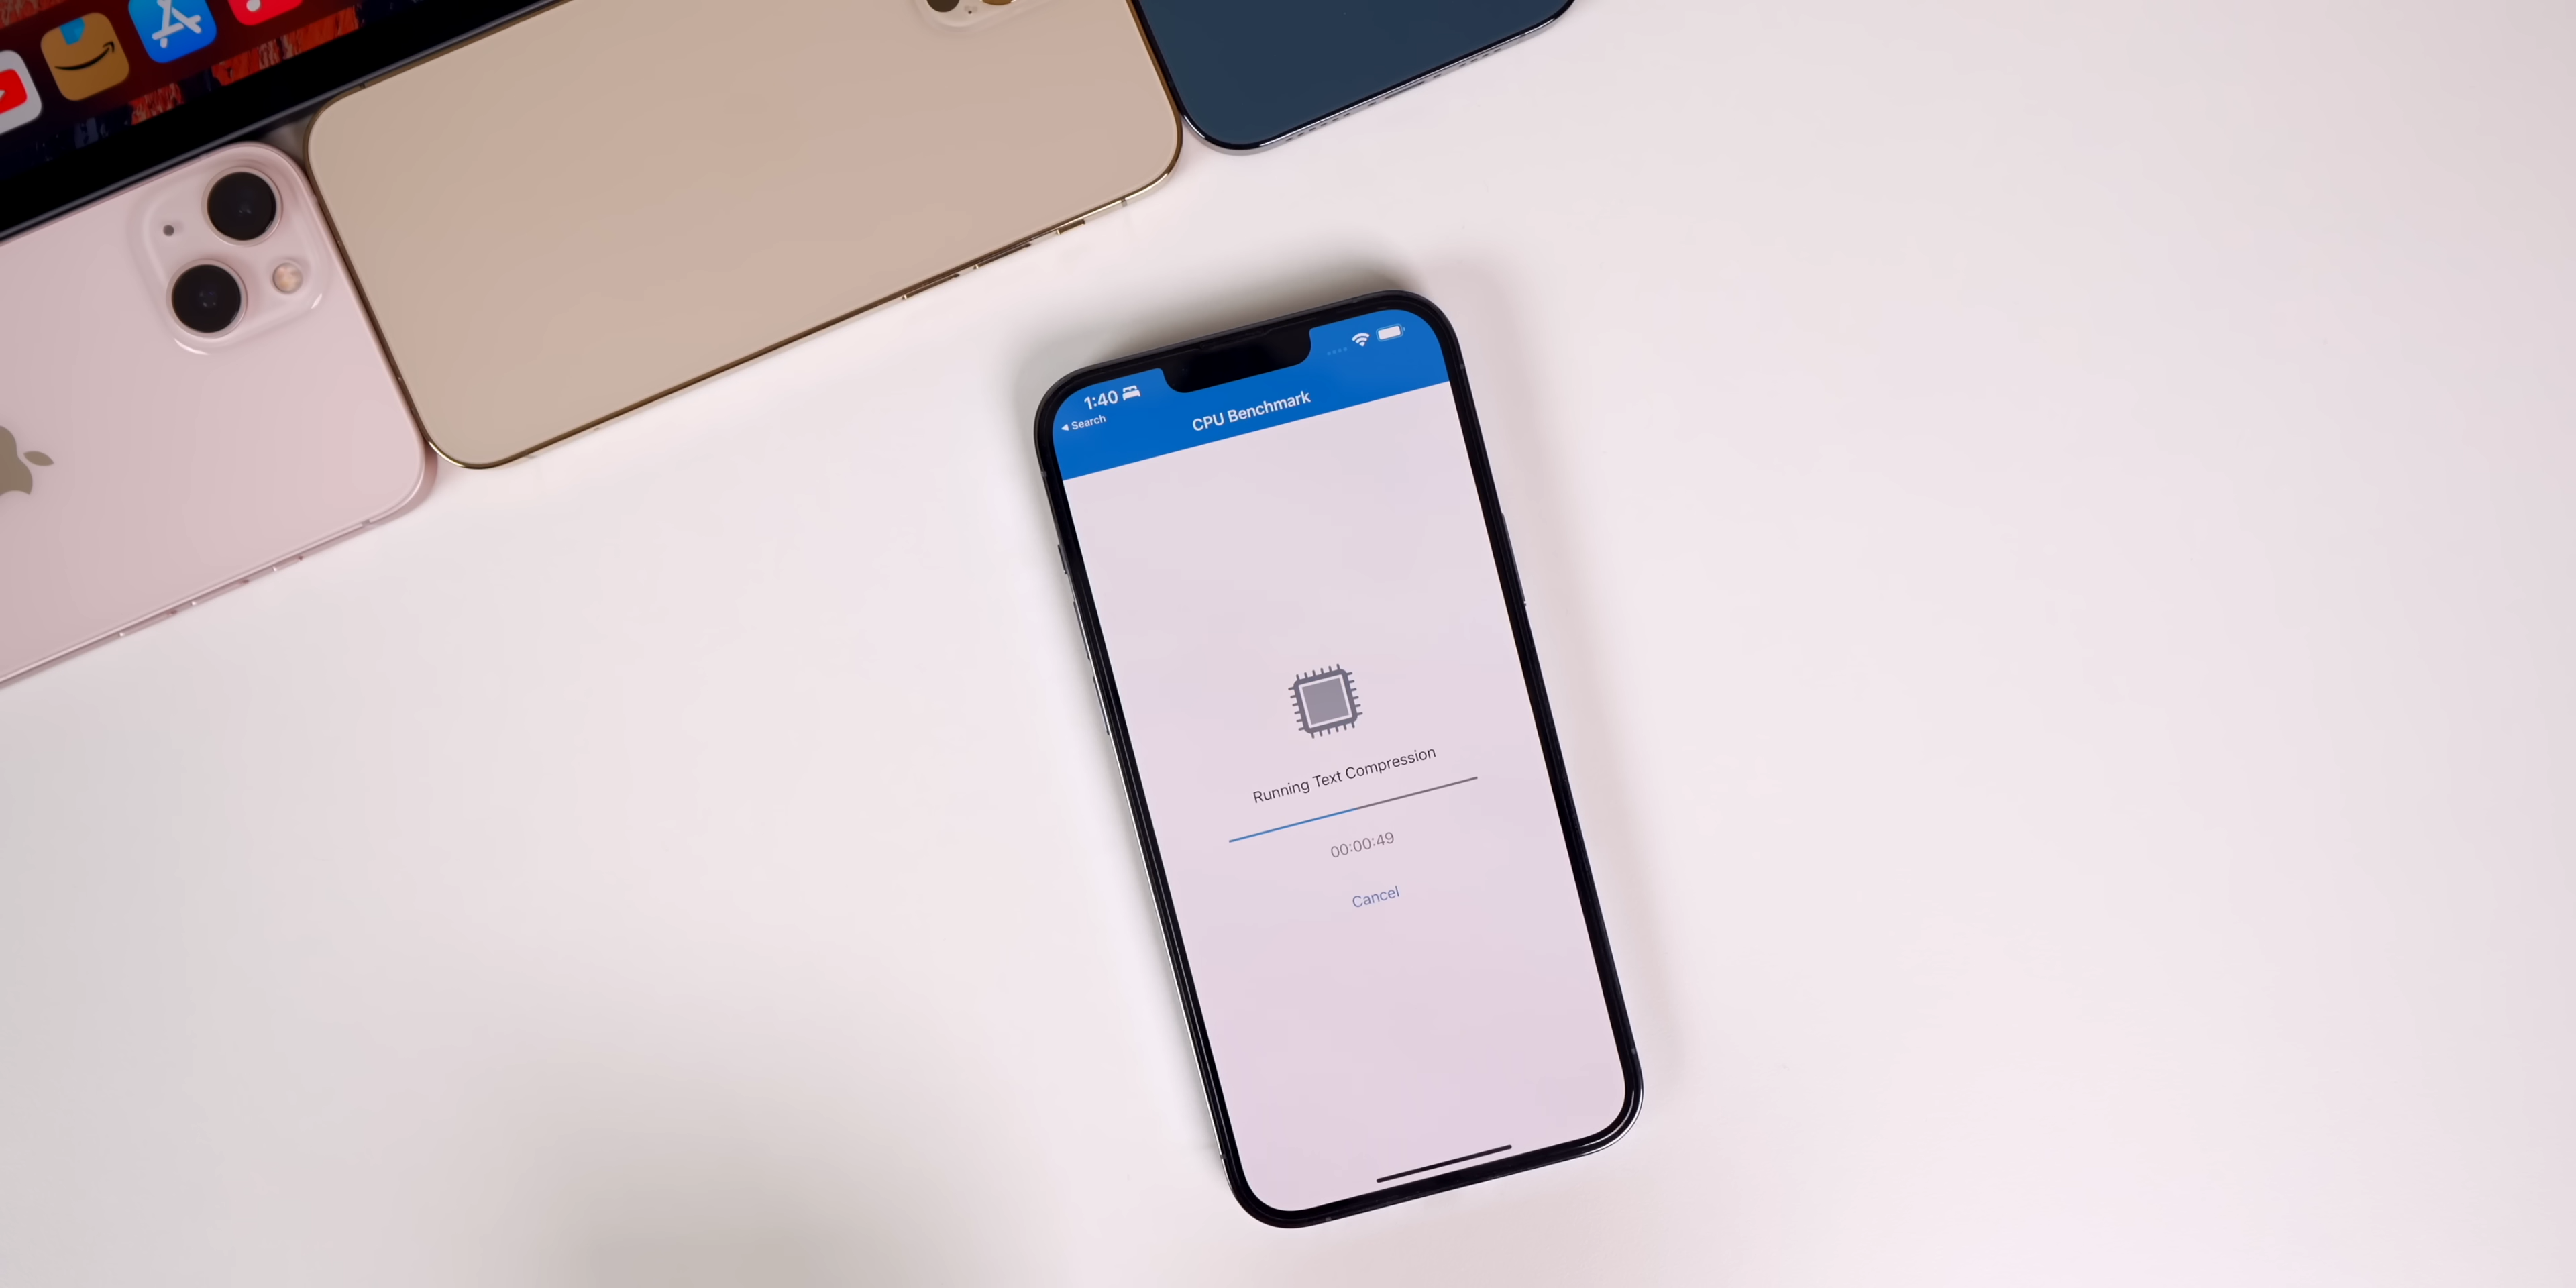 1:40
Search
CPU Benchmark
Running Text Compression
00:00:49
Cancel